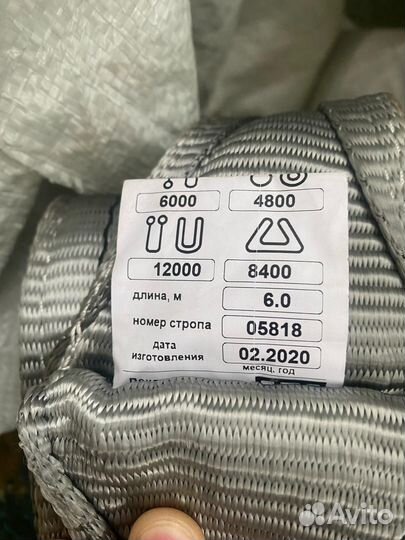 6000 4800
12000 8400
длина, м 6.0
номер стропа 05818
дата
изготовления 02.2020
месяц, год
Avito